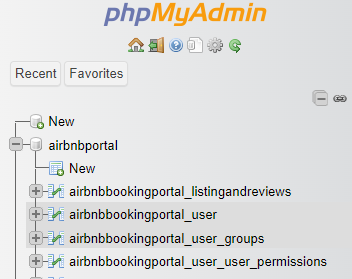 phpMyAdmin
Recent Favorites
New
airbnbportal
New
airbnbbookingportal_listingandreviews
airbnbbookingportal_user
airbnbbookingportal_user_groups
airbnbbookingportal_user_user_permissions